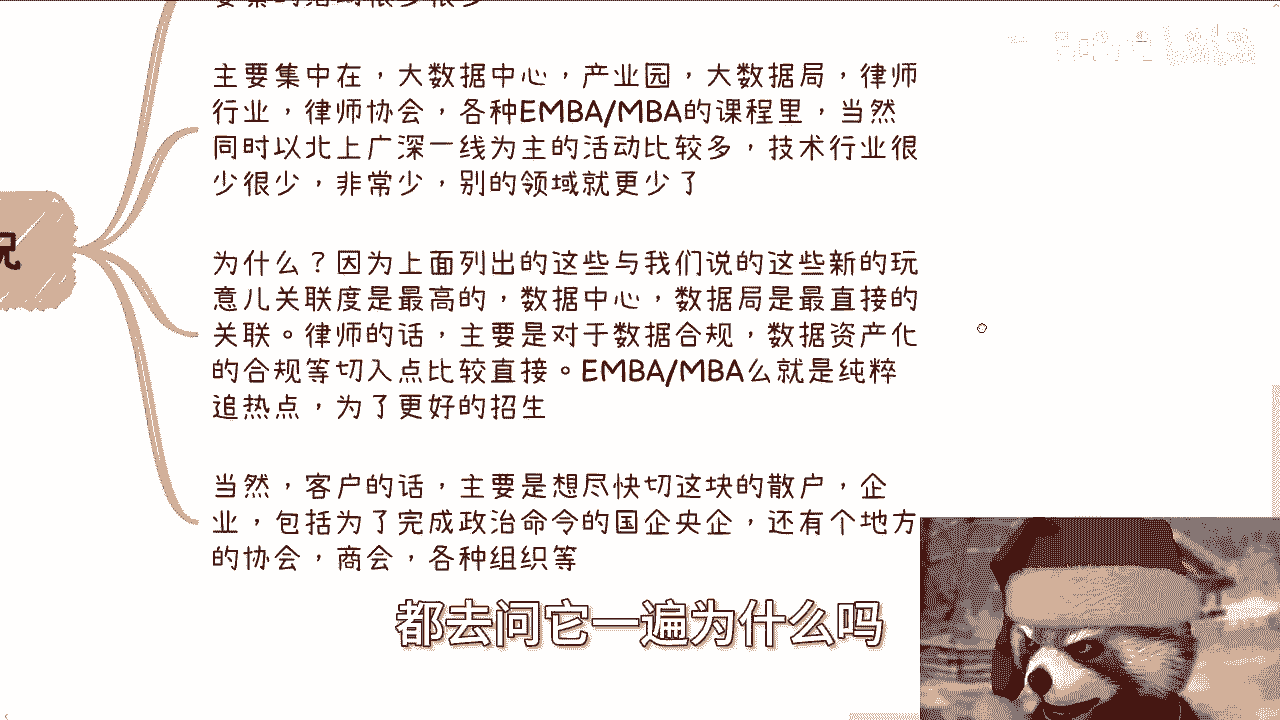 要素的活动很多很多
主要集中在，大数据中心，产业园，大数据局，律师
行业，律师协会，各种EMBA/MBA的课程里，当然
同时以北上广深一线为主的活动比较多，技术行业很
少很少，非常少，别的领域就更少了
为什么？因为上面列出的这些与我们说的这些新的玩
意儿关联度是最高的，数据中心，数据局是最直接的
关联。律师的话，主要是对于数据合规，数据资产化
的合规等切入点比较直接。EMBA/MBA么就是纯粹
追热点，为了更好的招生
况
当然，客户的话，主要是想尽快切这块的散户，企
业，包括为了完成政治命令的国企央企，还有个地方
的协会，商会，各种组织等
都去问它一遍为什么吗